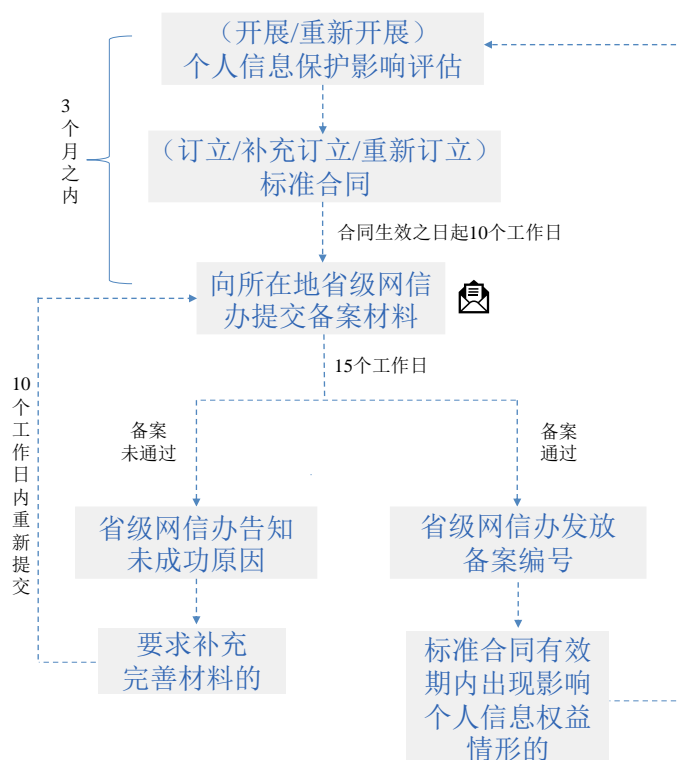 （开展/重新开展）
个人信息保护影响评估
3个月之内
（订立/补充订立/重新订立）
标准合同
合同生效之日起10个工作日
向所在地省级网信
办提交备案材料
15个工作日
10个工作日内重新提交
备案
未通过
备案
通过
省级网信办告知
未成功原因
省级网信办发放
备案编号
要求补充
完善材料的
标准合同有效
期内出现影响
个人信息权益
情形的